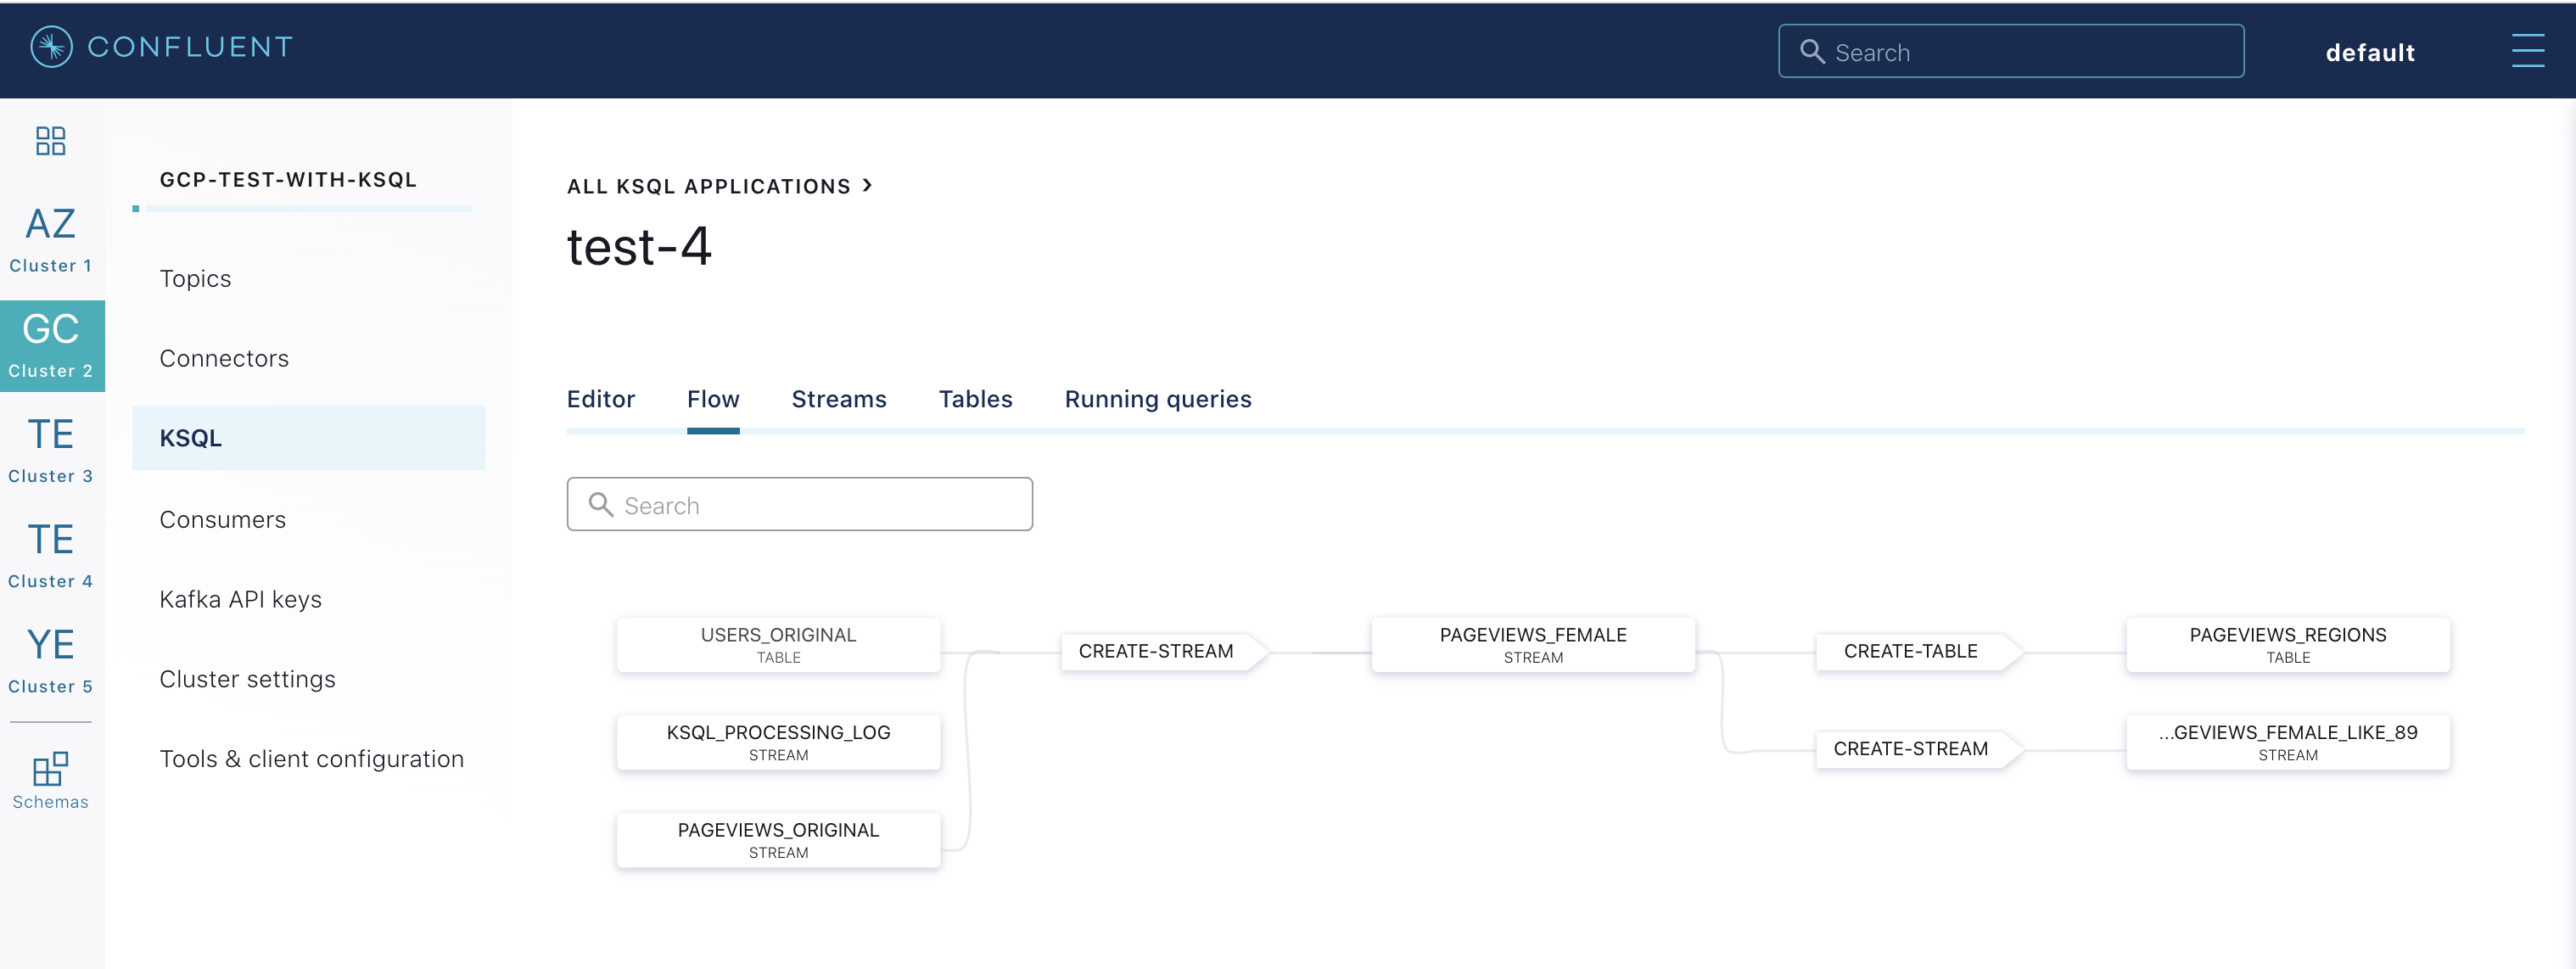 CONFLUENT
Search
default
AZ
Cluster 1
GC
Cluster 2
TE
Cluster 3
TE
Cluster 4
YE
Cluster 5
Schemas
GCP-TEST-WITH-KSQL
Topics
Connectors
KSQL
Consumers
Kafka API keys
Cluster settings
Tools & client configuration
ALL KSQL APPLICATIONS >
test-4
Editor Flow Streams Tables Running queries
Search
USERS_ORIGINAL
TABLE
KSQL_PROCESSING_LOG
STREAM
PAGEVIEWS_ORIGINAL
STREAM
CREATE-STREAM
PAGEVIEWS_FEMALE
STREAM
CREATE-TABLE
CREATE-STREAM
PAGEVIEWS_REGIONS
TABLE
...GEVIEWS_FEMALE_LIKE_89
STREAM